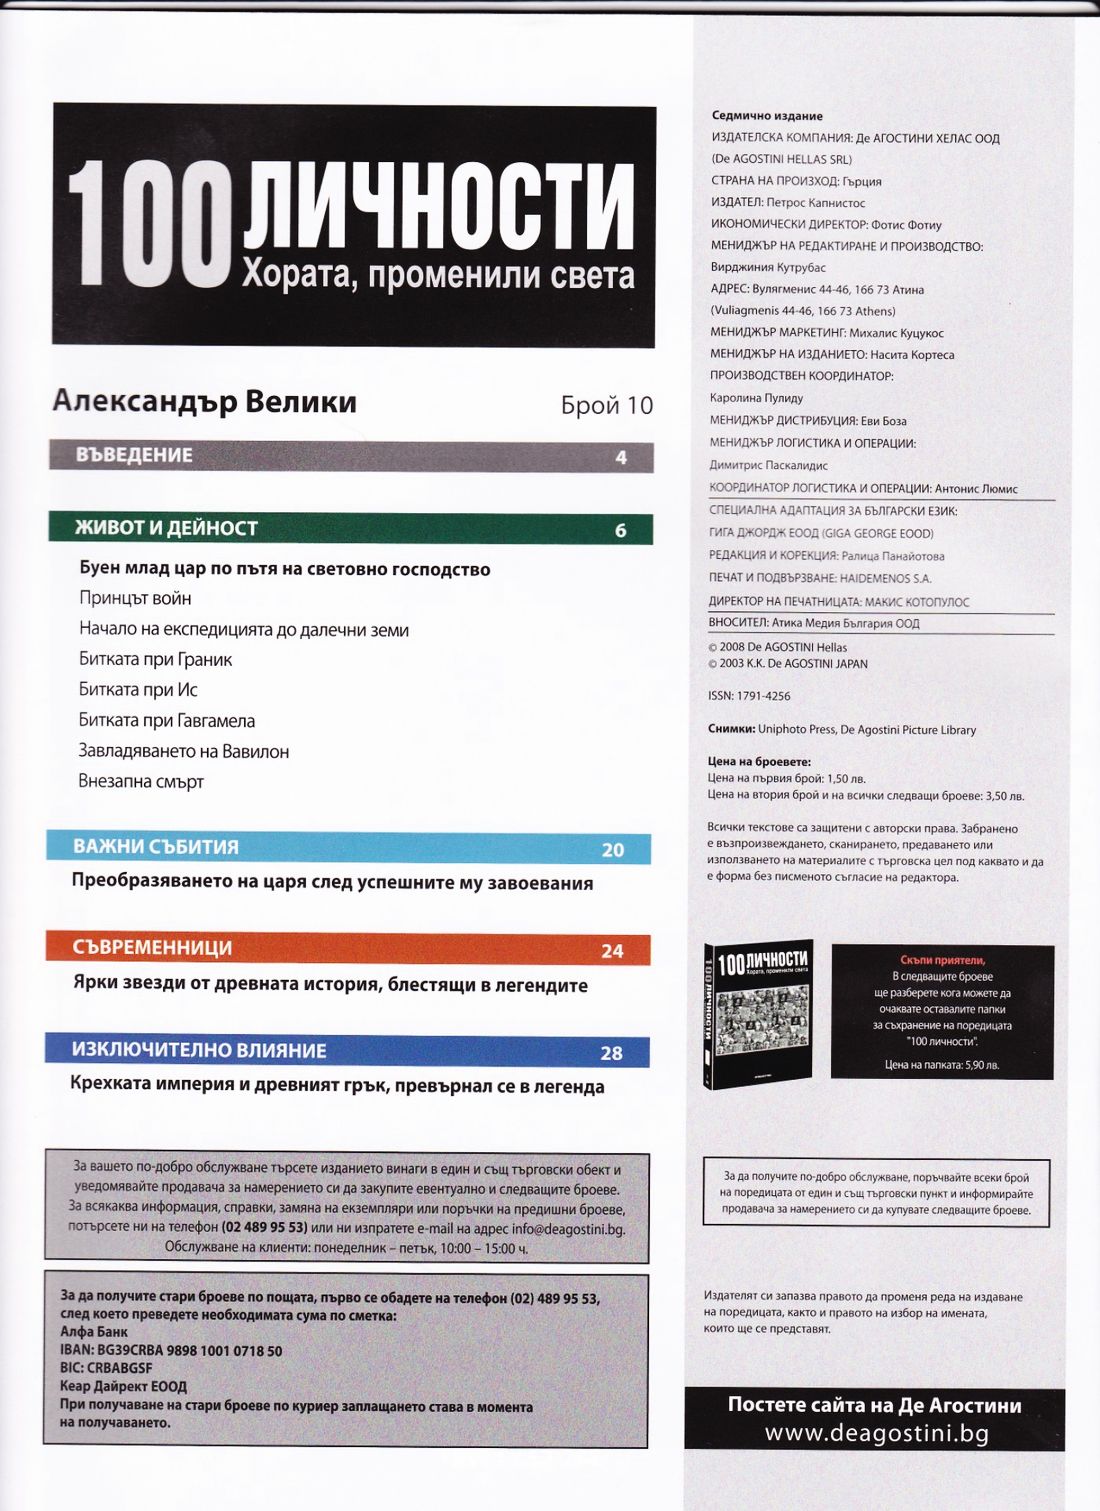 100 ЛИЧНОСТИ
Хората, променили света
Александър Велики Брой 10
ВЪВЕДЕНИЕ 4
ЖИВОТ И ДЕЙНОСТ 6
Буен млад цар по пътя на световно господство
Принцът войн
Начало на експедицията до далечни земи
Битката при Граник
Битката при Ис
Битката при Гавгамела
Завладяването на Вавилон
Внезапна смърт
ВАЖНИ СЪБИТИЯ 20
Преобразяването на царя след успешните му завоевания
СЪВРЕМЕННИЦИ 24
Ярки звезди от древната история, блестящи в легендите
ИЗКЛЮЧИТЕЛНО ВЛИЯНИЕ 28
Крехката империя и древният грък, превърнал се в легенда
За вашето по-добро обслужване търсете изданието винаги в един и същ търговски обект и
уведомявайте продавача за намерението си да закупите евентуално и следващите броеве.
За всякаква информация, справки, замяна на екземпляри или поръчки на предишни броеве,
потърсете ни на телефон (02 489 95 53) или ни изпратете e-mail на адрес info@deagostini.bg.
Обслужване на клиенти: понеделник – петък, 10:00 – 15:00 ч.
За да получите стари броеве по пощата, първо се обадете на телефон (02) 489 95 53,
след което преведете необходимата сума по сметка:
Алфа Банк
IBAN: BG39CRBA 9898 1001 0718 50
BIC: CRBABGSF
Кеар Дайрект ЕООД
При получаване на стари броеве по куриер заплащането става в момента
на получаването.
Седмично издание
ИЗДАТЕЛСКА КОМПАНИЯ: Де АГОСТИНИ ХЕЛАС ООД
(De AGOSTINI HELLAS SRL)
СТРАНА НА ПРОИЗХОД: Гърция
ИЗДАТЕЛ: Петрос Капнистос
ИКОНОМИЧЕСКИ ДИРЕКТОР: Фотис Фотиу
МЕНИДЖЪР НА РЕДАКТИРАНЕ И ПРОИЗВОДСТВО:
Вирджиния Кутрубас
АДРЕС: Вулягменис 44-46, 166 73 Атина
(Vuliagmenis 44-46, 166 73 Athens)
МЕНИДЖЪР МАРКЕТИНГ: Михалис Куцукос
МЕНИДЖЪР НА ИЗДАНИЕТО: Насита Кортеса
ПРОИЗВОДСТВЕН КООРДИНАТОР:
Каролина Пулиду
МЕНИДЖЪР ДИСТРИБУЦИЯ: Еви Боза
МЕНИДЖЪР ЛОГИСТИКА И ОПЕРАЦИИ:
Димитрис Паскалидис
КООРДИНАТОР ЛОГИСТИКА И ОПЕРАЦИИ: Антонис Люмис
СПЕЦИАЛНА АДАПТАЦИЯ ЗА БЪЛГАРСКИ ЕЗИК:
ГИГА ДЖОРДЖ ЕООД (GIGA GEORGE EOOD)
РЕДАКЦИЯ И КОРЕКЦИЯ: Ралица Панайотова
ПЕЧАТ И ПОДВЪРЗВАНЕ: HAIDEMENOS S.A.
ДИРЕКТОР НА ПЕЧАТНИЦАТА: МАКИС КОТОПУЛОС
ВНОСИТЕЛ: Атика Медия България ООД
© 2008 De AGOSTINI Hellas
© 2003 K.K. De AGOSTINI JAPAN
ISSN: 1791-4256
Снимки: Uniphoto Press, De Agostini Picture Library
Цена на броевете:
Цена на първия брой: 1,50 лв.
Цена на втория брой и на всички следващи броеве: 3,50 лв.
Всички текстове са защитени с авторски права. Забранено
е възпроизвеждането, сканирането, предаването или
използването на материалите с търговска цел под каквато и да
е форма без писменото съгласие на редактора.
100 ЛИЧНОСТИ
Хората, променили света
100 ЛИЧНОСТИ
Скъпи приятели,
В следващите броеве
ще разберете кога можете да
очаквате оставалите папки
за съхранение на поредицата
"100 личности".
Цена на папката: 5,90 лв.
За да получите по-добро обслужване, поръчвайте всеки брой
на поредицата от един и същ търговски пункт и информирайте
продавача за намерението си да купувате следващите броеве.
Издателят си запазва правото да променя реда на издаване
на поредицата, както и правото на избор на имената,
които ще се представят.
Постете сайта на Де Агостини
www.deagostini.bg